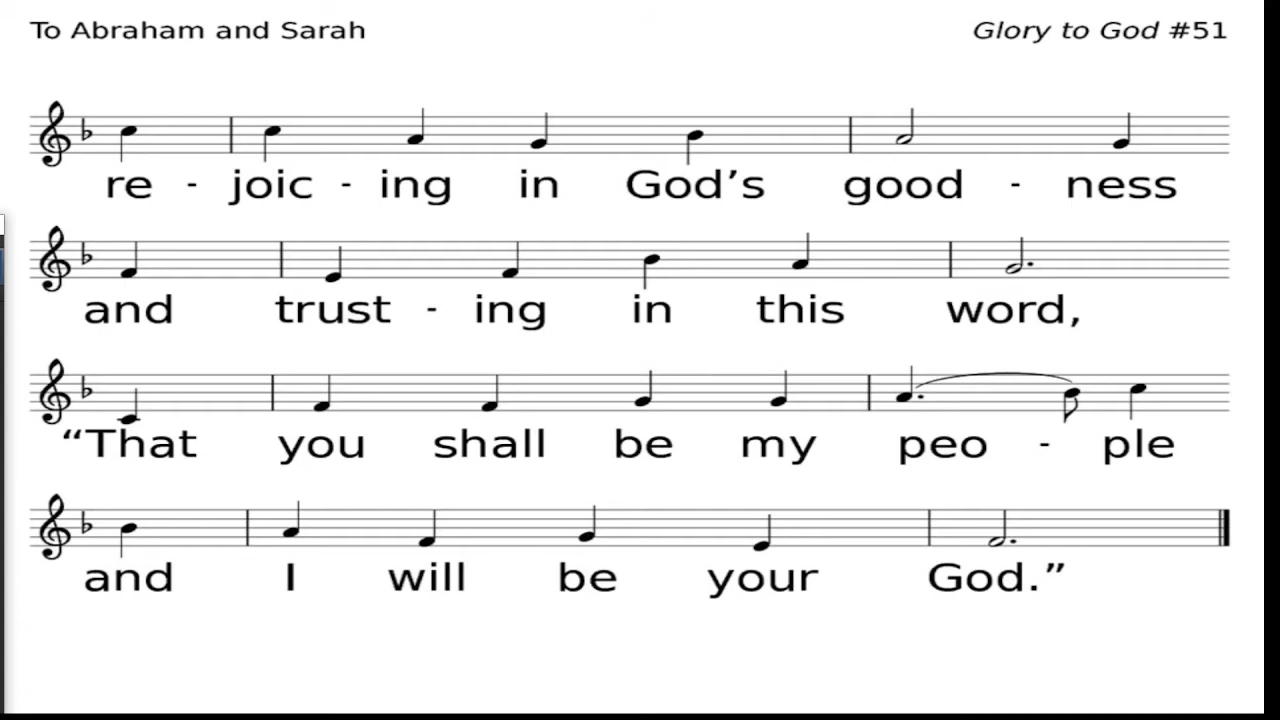 To Abraham and Sarah
Glory to God #51
re - joic - ing in God’s good - ness
and trust - ing in this word,
“That you shall be my peo - ple
and I will be your God.”